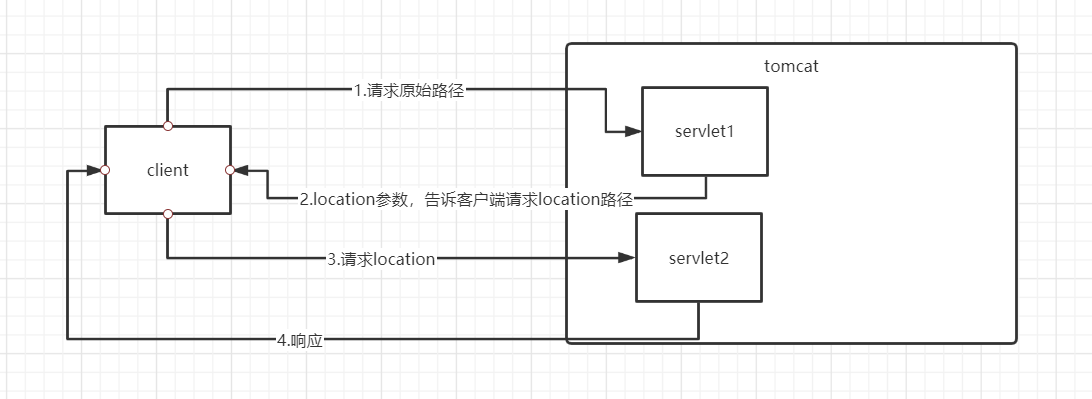 tomcat
1.请求原始路径
servlet1
client
2.location参数，告诉客户端请求location路径
3.请求location
servlet2
4.响应